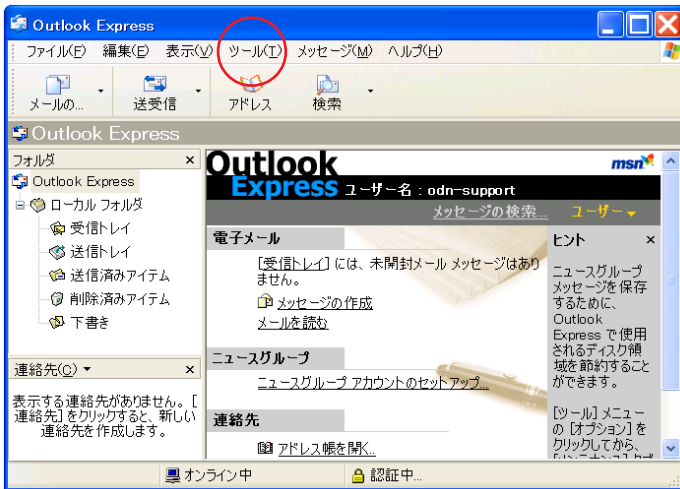 Outlook Express
ファイル(F) 編集(E) 表示(V) ツール(T) メッセージ(M) ヘルプ(H)
メールの... 送受信 アドレス 検索
Outlook Express
フォルダ ×
Outlook Express
ローカル フォルダ
受信トレイ
送信トレイ
送信済みアイテム
削除済みアイテム
下書き
連絡先(C) ×
表示する連絡先がありません。[
連絡先] をクリックすると、新しい
連絡先を作成します。
Outlook
Express ユーザー名 : odn-support
msn
メッセージの検索... ユーザー
電子メール
[受信トレイ] には、未開封メール メッセージはあり
ません。
メッセージの作成
メールを読む
ニュースグループ
ニュースグループ アカウントのセットアップ...
連絡先
アドレス帳を開く...
ヒント ×
ニュースグループ
メッセージを保存
するために、
Outlook
Express で使用
されるディスク領
域を節約すること
ができます。
[ツール] メニュー
の [オプション] を
クリックしてから、
オンライン中 認証中...